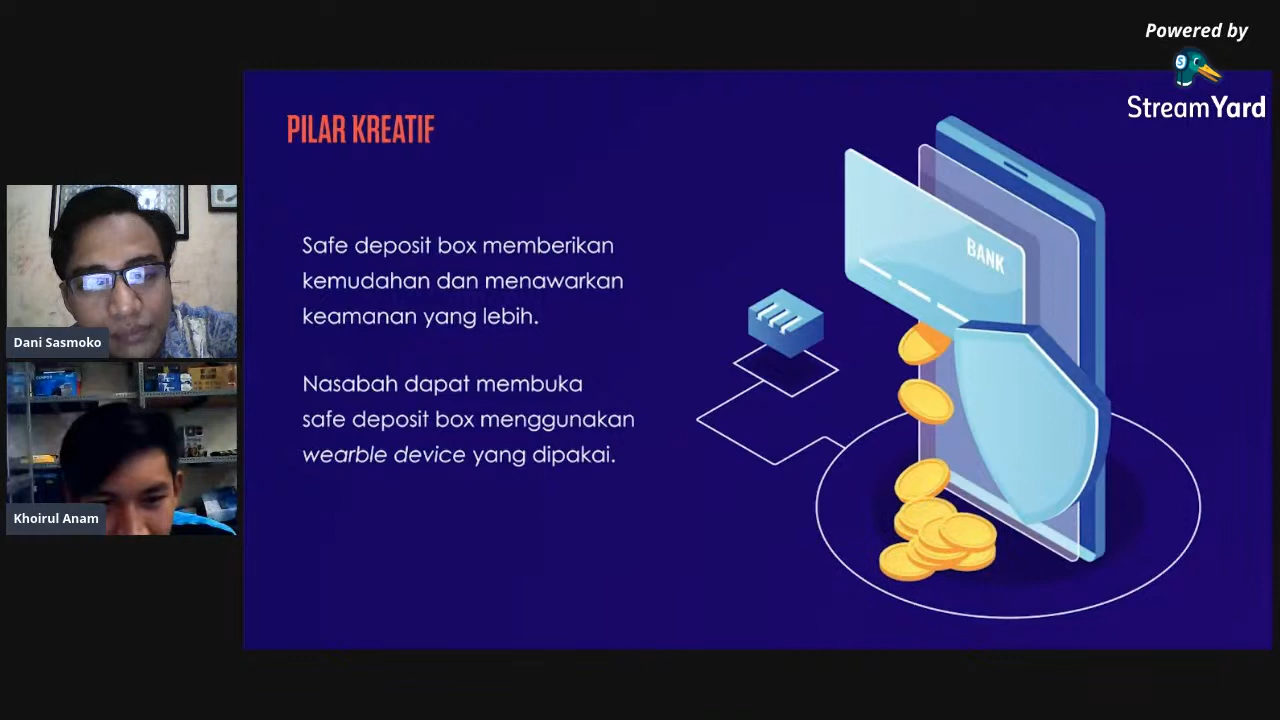 Powered by
StreamYard
PILAR KREATIF
Safe deposit box memberikan
kemudahan dan menawarkan
keamanan yang lebih.
Nasabah dapat membuka
safe deposit box menggunakan
wearble device yang dipakai.
BANK
Dani Sasmoko
Khoirul Anam